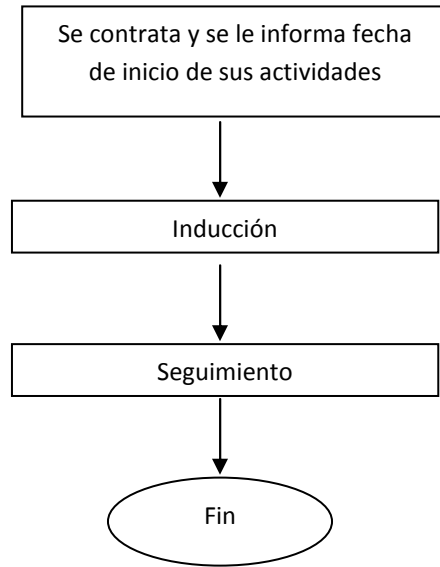 Se contrata y se le informa fecha
de inicio de sus actividades
Inducción
Seguimiento
Fin